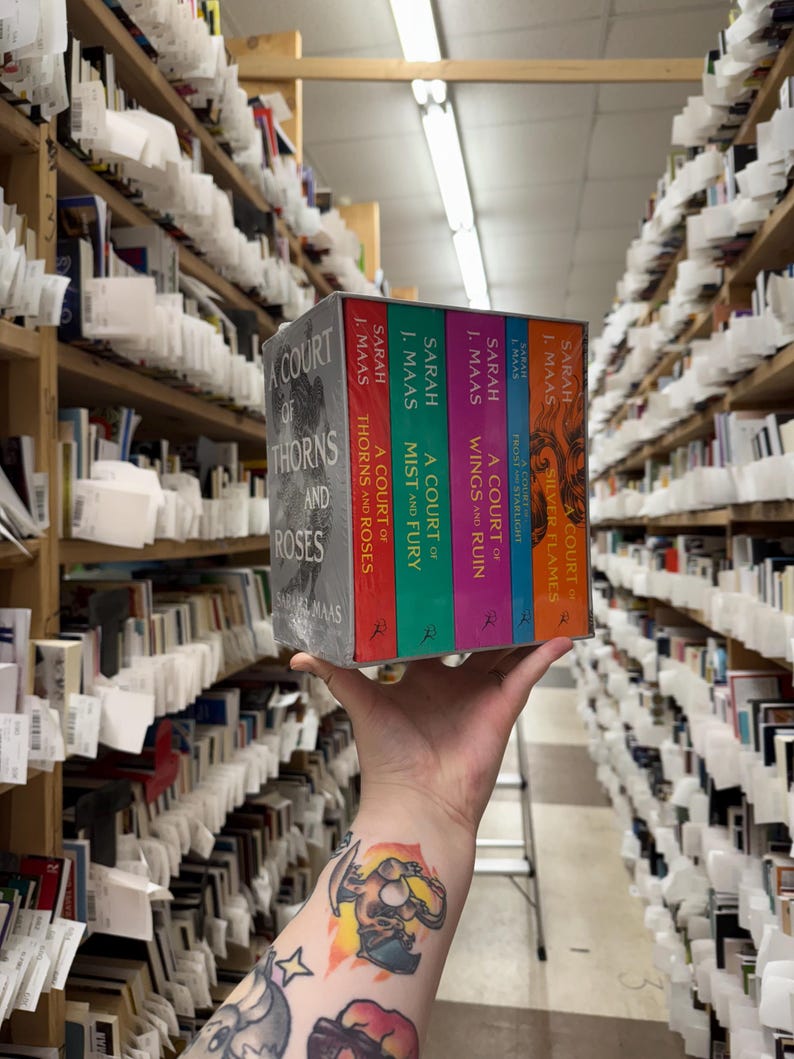 A COURT
OF
THORNS
AND
ROSES
SARAH J. MAAS
SARAH
J. MAAS
A COURT OF
THORNS AND ROSES
SARAH
J. MAAS
A COURT OF
MIST AND FURY
SARAH
J. MAAS
A COURT OF
WINGS AND RUIN
SARAH
J. MAAS
A COURT OF
FROST AND STARLIGHT
SARAH
J. MAAS
A COURT OF
SILVER FLAMES